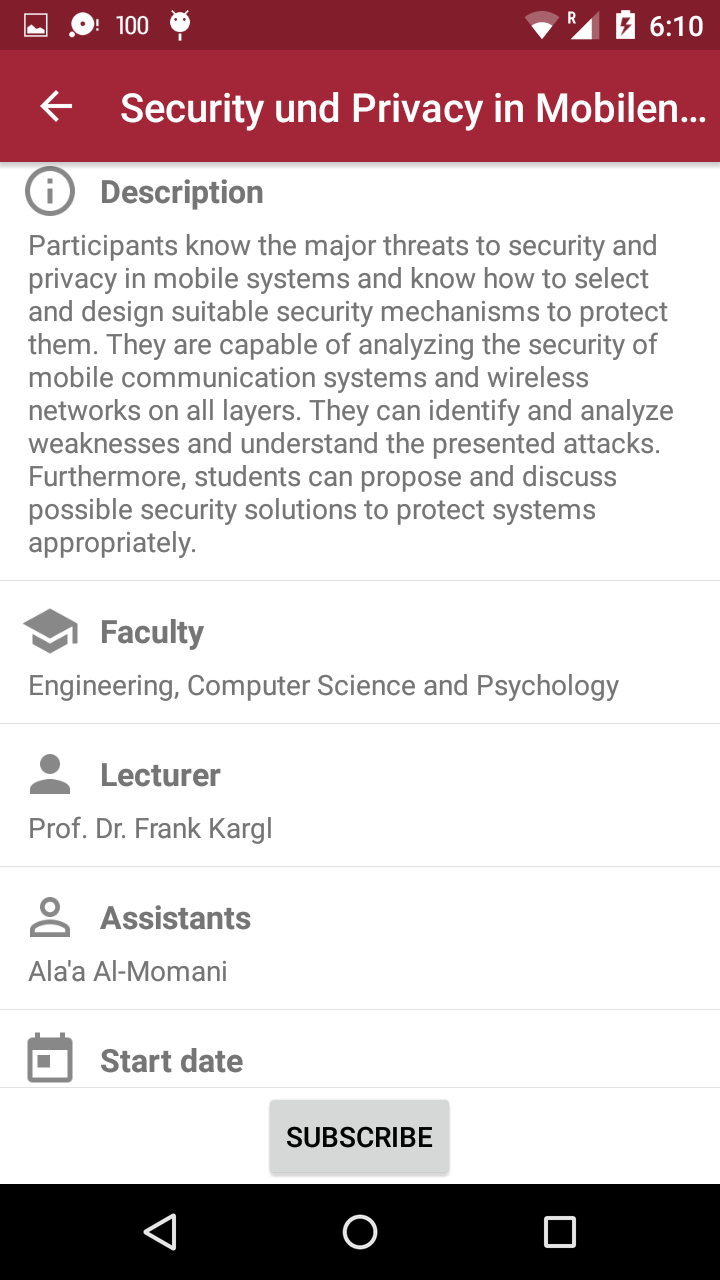 100
R
6:10
Security und Privacy in Mobilen...
Description
Participants know the major threats to security and
privacy in mobile systems and know how to select
and design suitable security mechanisms to protect
them. They are capable of analyzing the security of
mobile communication systems and wireless
networks on all layers. They can identify and analyze
weaknesses and understand the presented attacks.
Furthermore, students can propose and discuss
possible security solutions to protect systems
appropriately.
Faculty
Engineering, Computer Science and Psychology
Lecturer
Prof. Dr. Frank Kargl
Assistants
Ala'a Al-Momani
Start date
SUBSCRIBE